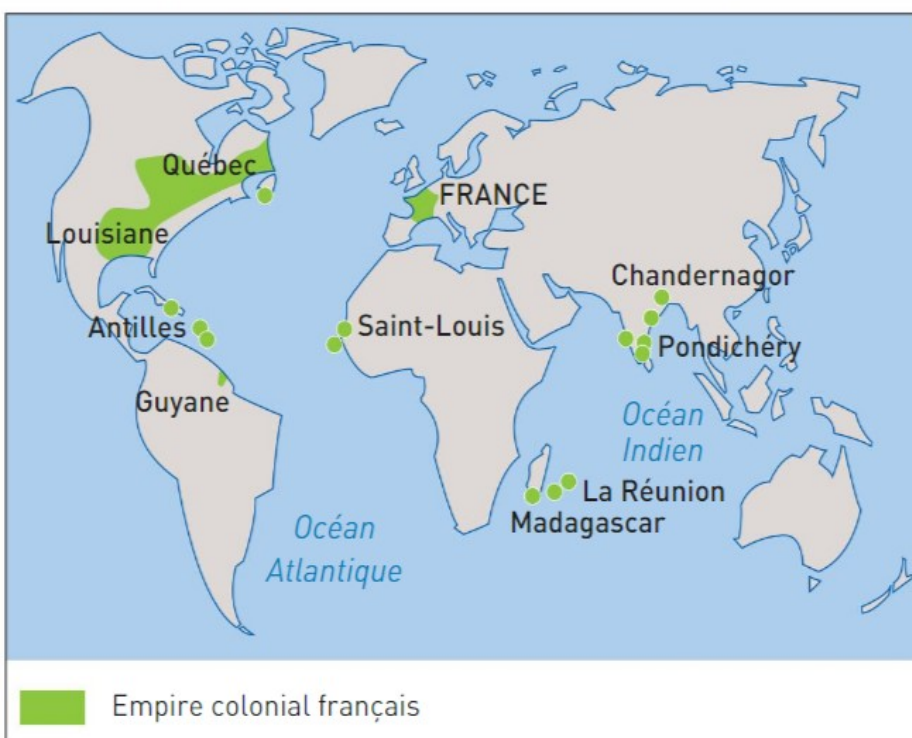 Québec
FRANCE
Louisiane
Chandernagor
Antilles
Saint-Louis
Pondichéry
Guyane
Océan
Indien
La Réunion
Madagascar
Océan
Atlantique
Empire colonial français